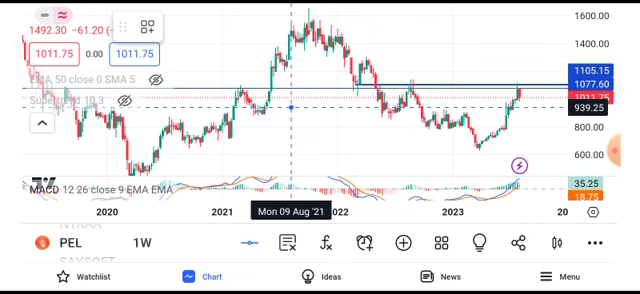 1600.00
1492.30 −61.20 (−
1400.00
1011.75 0.00 1011.75
1105.15
1077.60
1011.75
939.25
EMA 50 close 0 SMA 5
Supertrend 10 3
800.00
600.00
MACD 12 26 close 9 EMA EMA
35.25
18.75
2020 2021 Mon 09 Aug '21 2022 2023 20
PEL 1W
Watchlist Chart Ideas News Menu